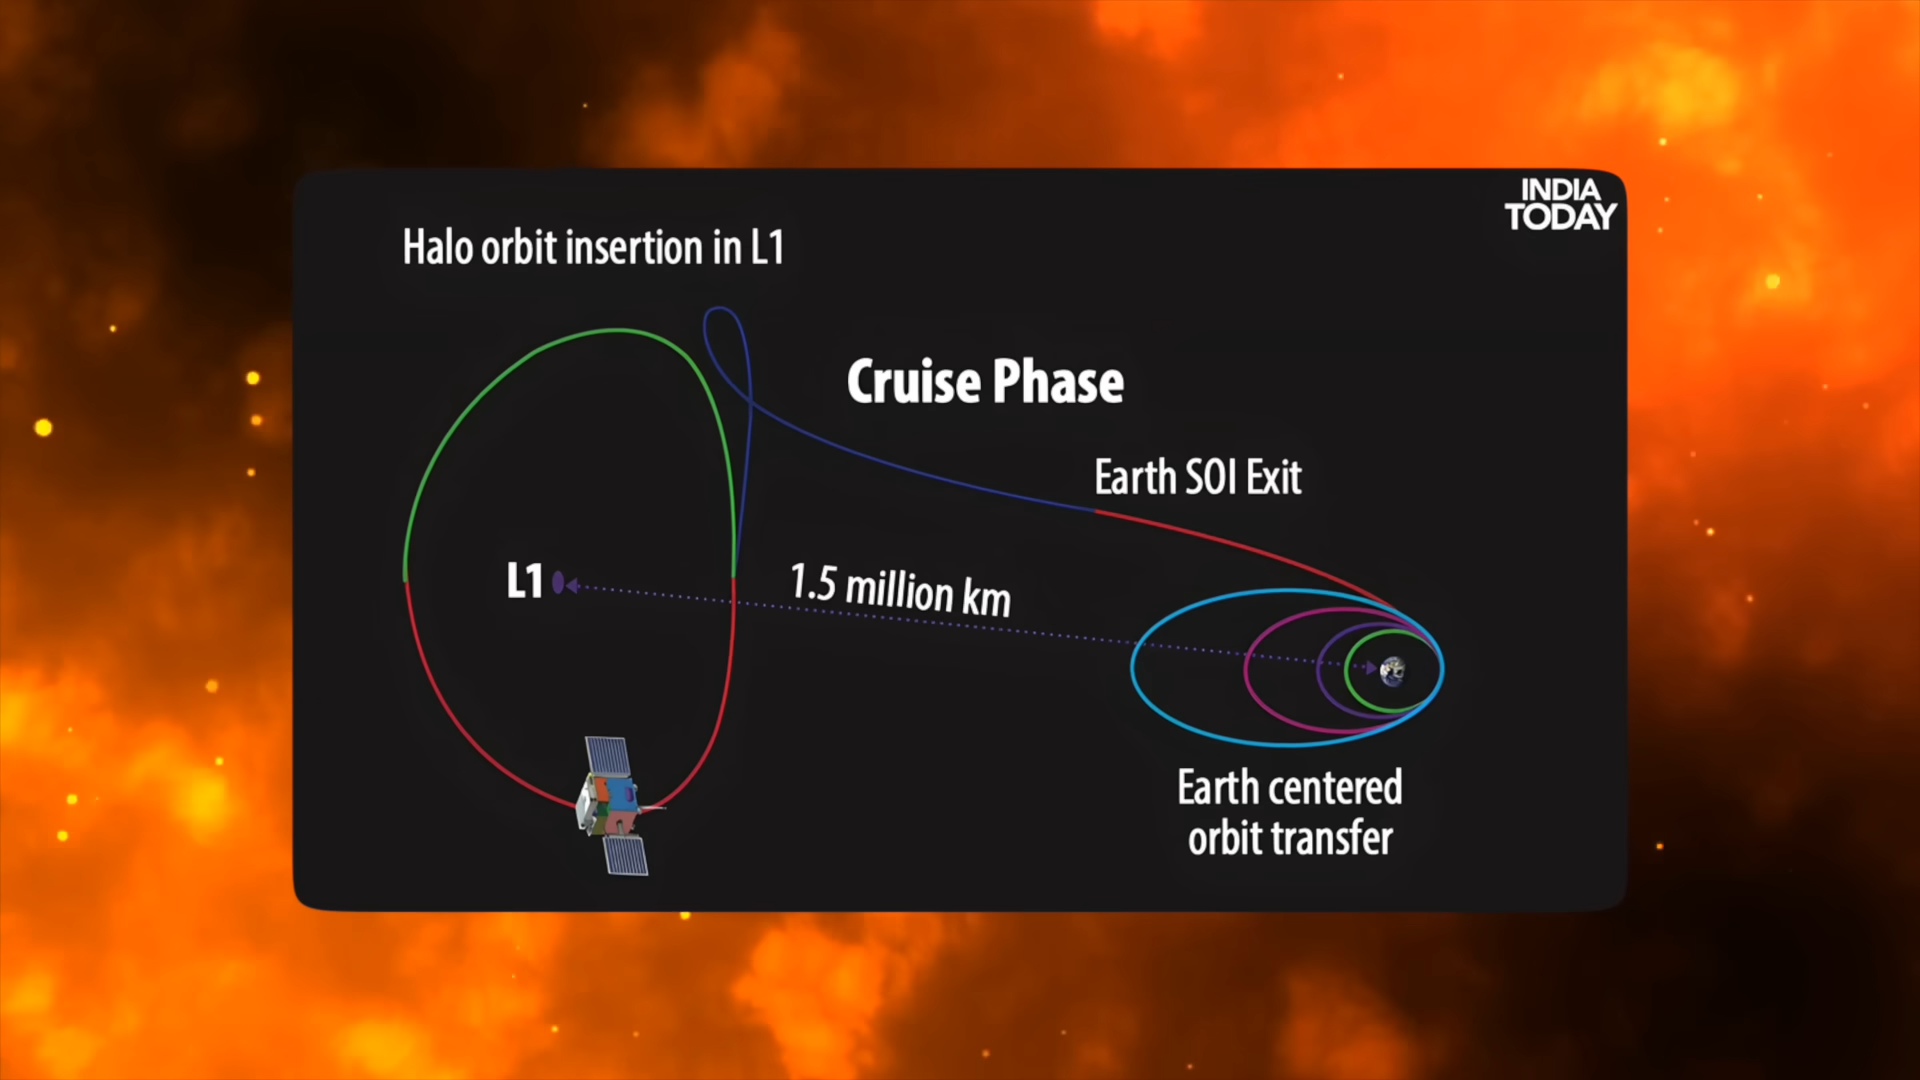 INDIA
TODAY
Halo orbit insertion in L1
Cruise Phase
Earth SOI Exit
L1
1.5 million km
Earth centered
orbit transfer